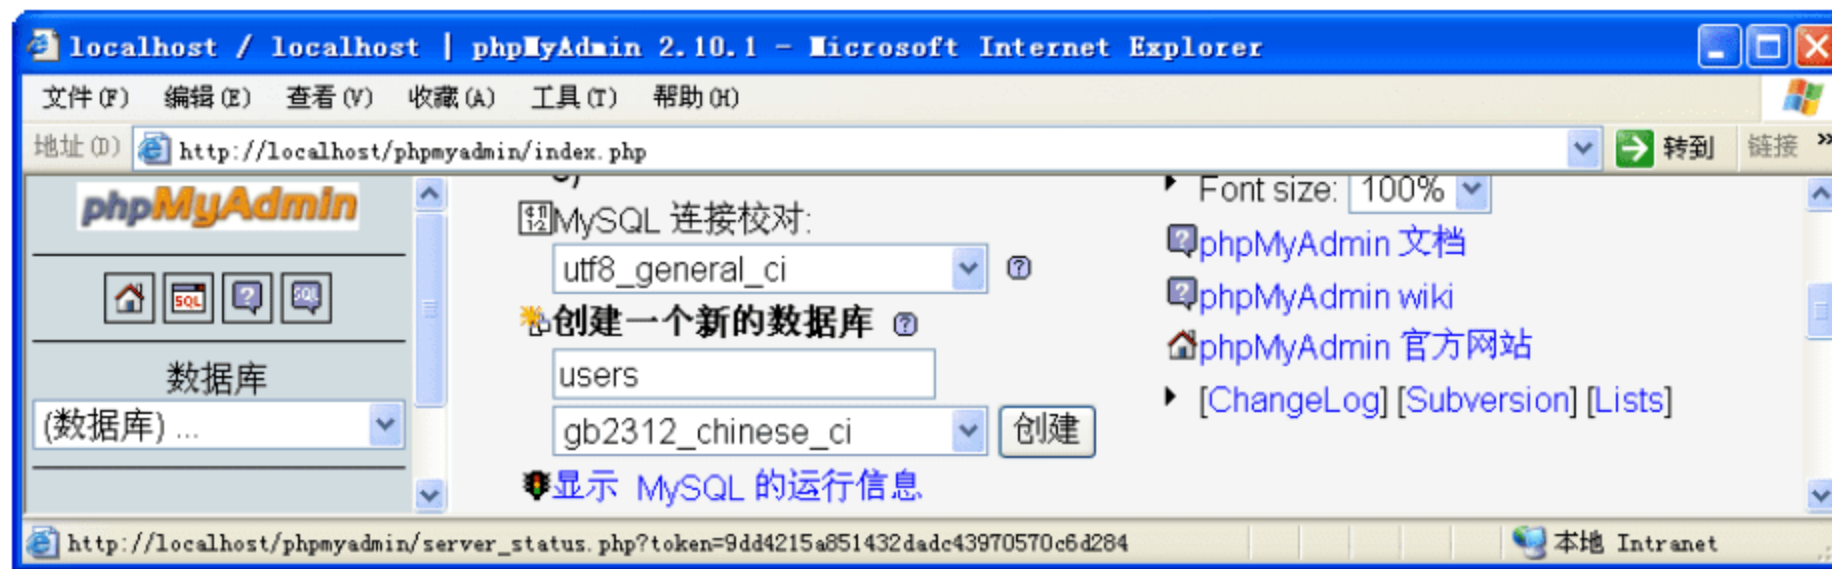 localhost / localhost | phpMyAdmin 2.10.1 - Microsoft Internet Explorer
文件(F) 编辑(E) 查看(V) 收藏(A) 工具(T) 帮助(H)
地址(D) http://localhost/phpmyadmin/index.php 转到 链接 »
phpMyAdmin
SQL ? SQL
数据库
(数据库) ...
MySQL 连接校对:
utf8_general_ci
创建一个新的数据库
users
gb2312_chinese_ci 创建
显示 MySQL 的运行信息
Font size: 100%
phpMyAdmin 文档
phpMyAdmin wiki
phpMyAdmin 官方网站
[ChangeLog] [Subversion] [Lists]
http://localhost/phpmyadmin/server_status.php?token=9dd4215a851432dadc43970570c6d284 本地 Intranet